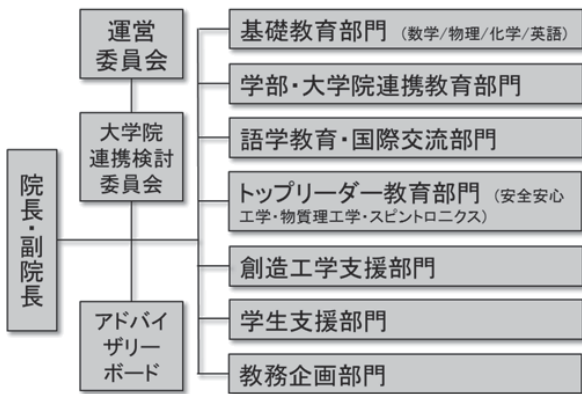 院長・副院長
運営
委員会
大学院
連携検討
委員会
アドバイ
ザリー
ボード
基礎教育部門 (数学/物理/化学/英語)
学部・大学院連携教育部門
語学教育・国際交流部門
トップリーダー教育部門 (安全安心
工学・物質理工学・スピントロニクス)
創造工学支援部門
学生支援部門
教務企画部門